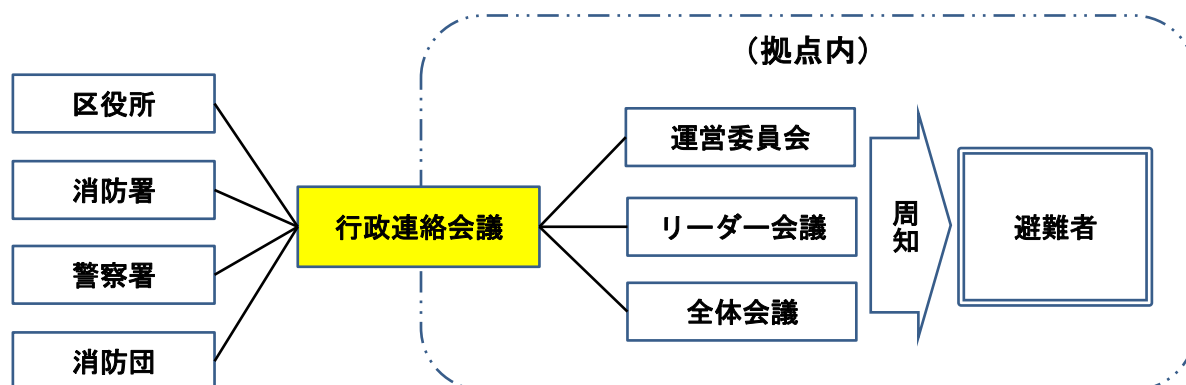 （拠点内）
区役所
消防署
警察署
消防団
行政連絡会議
運営委員会
リーダー会議
全体会議
周知
避難者